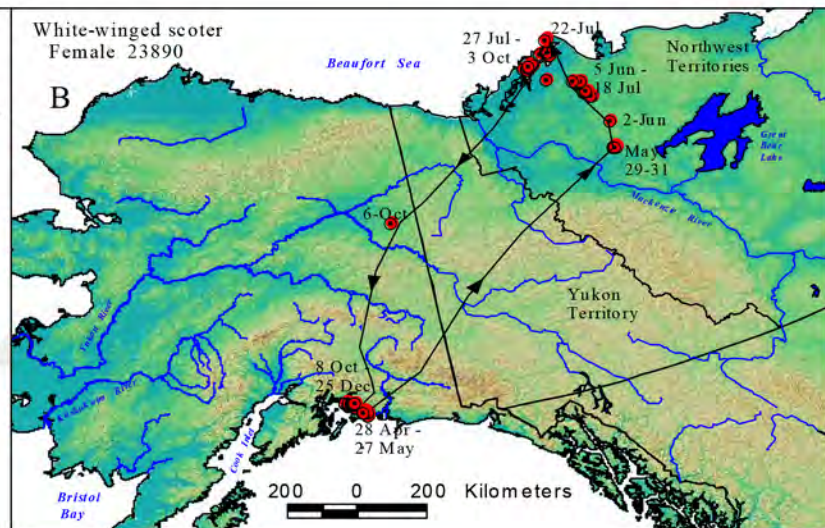 White-winged scoter
Female 23890
B
Beaufort Sea
22-Jul
27 Jul -
3 Oct
Northwest
Territories
5 Jun -
18 Jul
2-Jun
Great
Bear
Lake
May
29-31
Mackenzie River
6-Oct
Yukon
Territory
Yukon River
Kuskokwim River
8 Oct
25 Dec
28 Apr -
27 May
Cook Inlet
Bristol
Bay
200 0 200 Kilometers